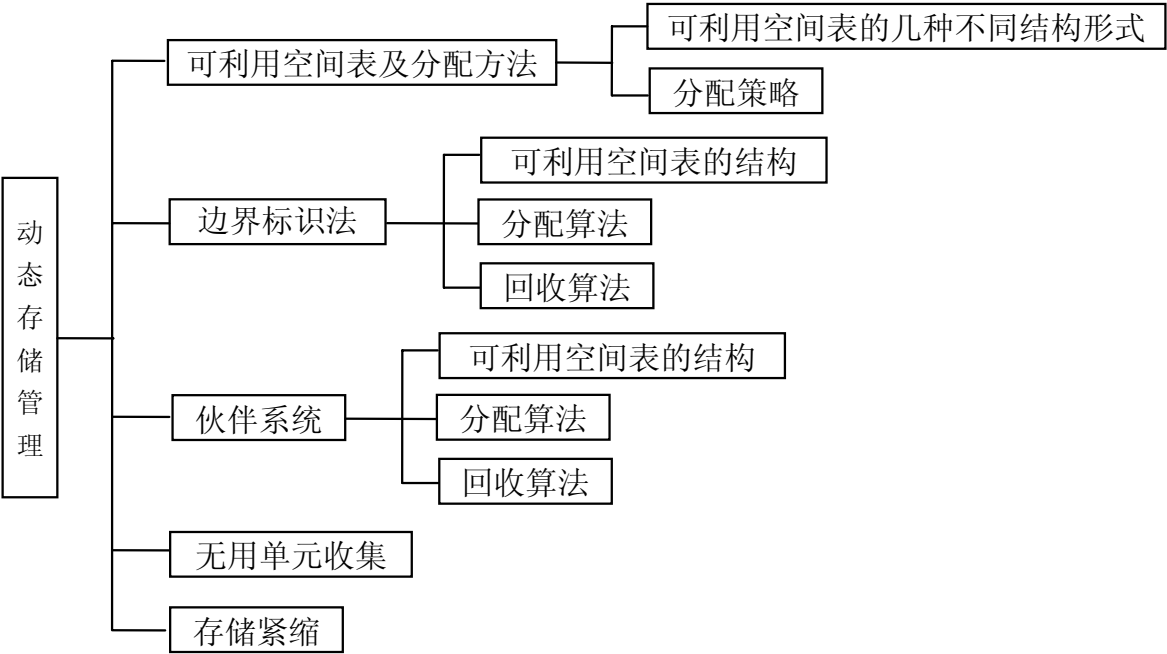 动态存储管理
可利用空间表及分配方法
可利用空间表的几种不同结构形式
分配策略
边界标识法
可利用空间表的结构
分配算法
回收算法
伙伴系统
可利用空间表的结构
分配算法
回收算法
无用单元收集
存储紧缩